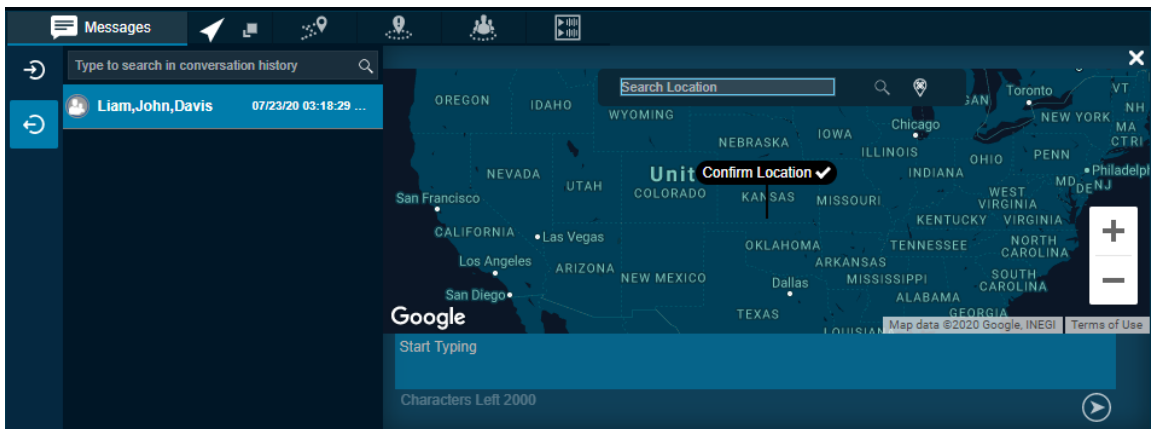 Messages
Type to search in conversation history
Liam,John,Davis 07/23/20 03:18:29 ...
Search Location
OREGON
IDAHO
WYOMING
NEBRASKA
IOWA
Chicago
ILLINOIS
INDIANA
OHIO
PENN
Toronto
VT
NH
NEW YORK
MA
CT RI
Philadelpl
MD
DE NJ
NEVADA
UTAH
Unit
Confirm Location
COLORADO
KANSAS
MISSOURI
WEST
VIRGINIA
KENTUCKY
VIRGINIA
San Francisco
CALIFORNIA
Las Vegas
Los Angeles
ARIZONA
NEW MEXICO
OKLAHOMA
ARKANSAS
TENNESSEE
NORTH
CAROLINA
San Diego
Dallas
MISSISSIPPI
SOUTH
CAROLINA
ALABAMA
TEXAS
GEORGIA
Google
Map data ©2020 Google, INEGI
Terms of Use
Start Typing
Characters Left 2000